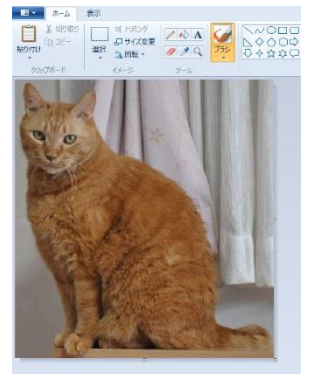 ホーム 表示
貼り付け
切り取り
コピー
クリップボード
選択
トリミング
サイズ変更
回転
イメージ
A
ツール
ブラシ